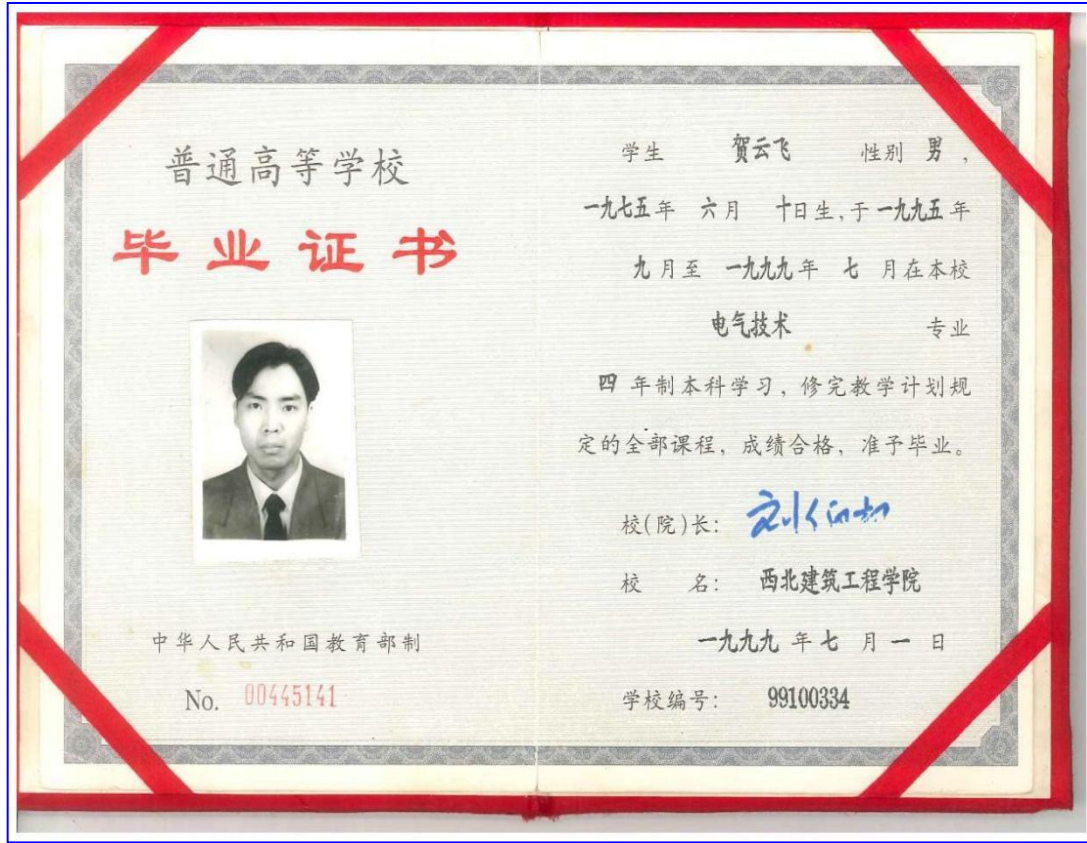 普通高等学校
毕业证书
中华人民共和国教育部制
No. 00445141
学生 贺云飞 性别 男，
一九七五年 六月 十日生，于一九九五年
九月至 一九九九年 七 月在本校
电气技术 专业
四 年制本科学习，修完教学计划规
定的全部课程，成绩合格，准予毕业。
校(院)长：
校 名： 西北建筑工程学院
一九九九 年七 月 一 日
学校编号： 99100334